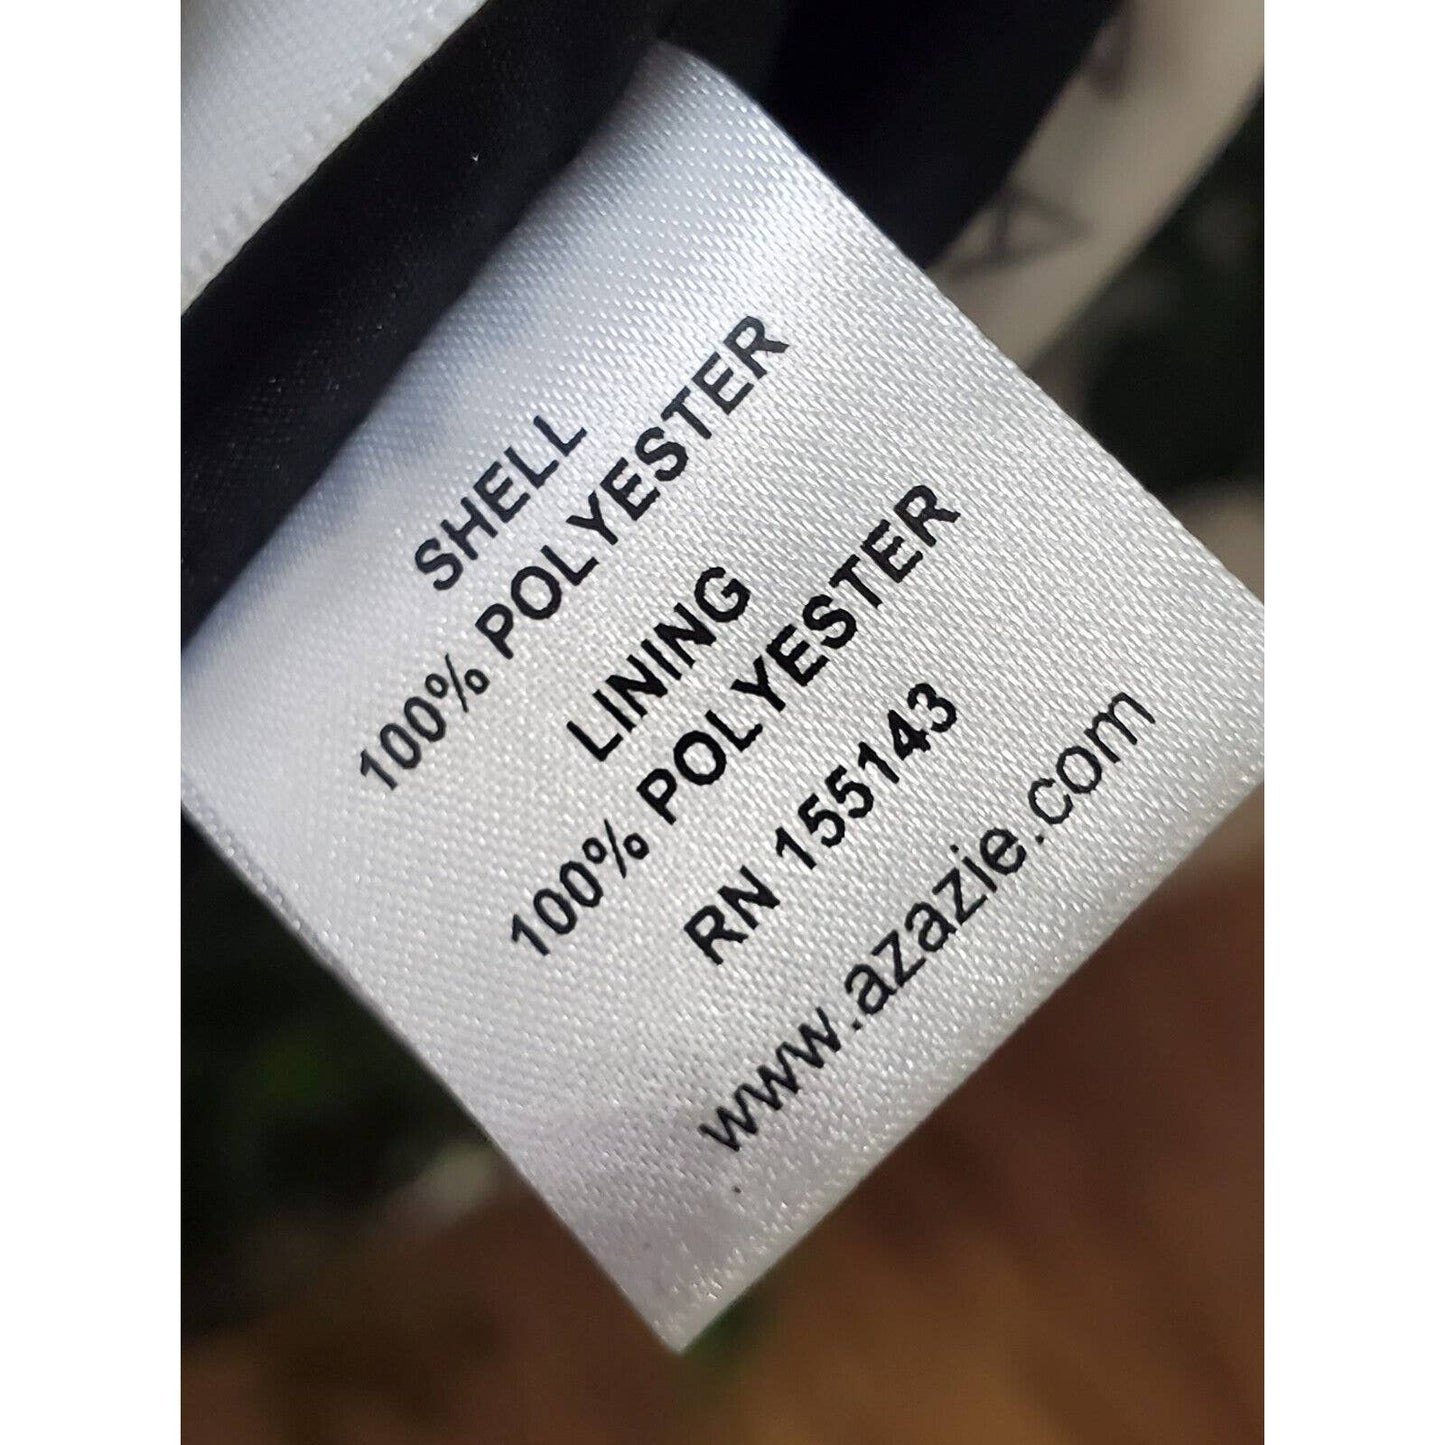 SHELL
100% POLYESTER
LINING
100% POLYESTER
RN 155143
www.azazie.com